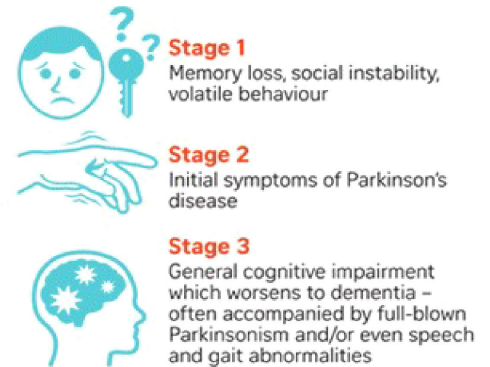 ? ?
Stage 1
Memory loss, social instability,
volatile behaviour
Stage 2
Initial symptoms of Parkinson's
disease
Stage 3
General cognitive impairment
which worsens to dementia –
often accompanied by full-blown
Parkinsonism and/or even speech
and gait abnormalities